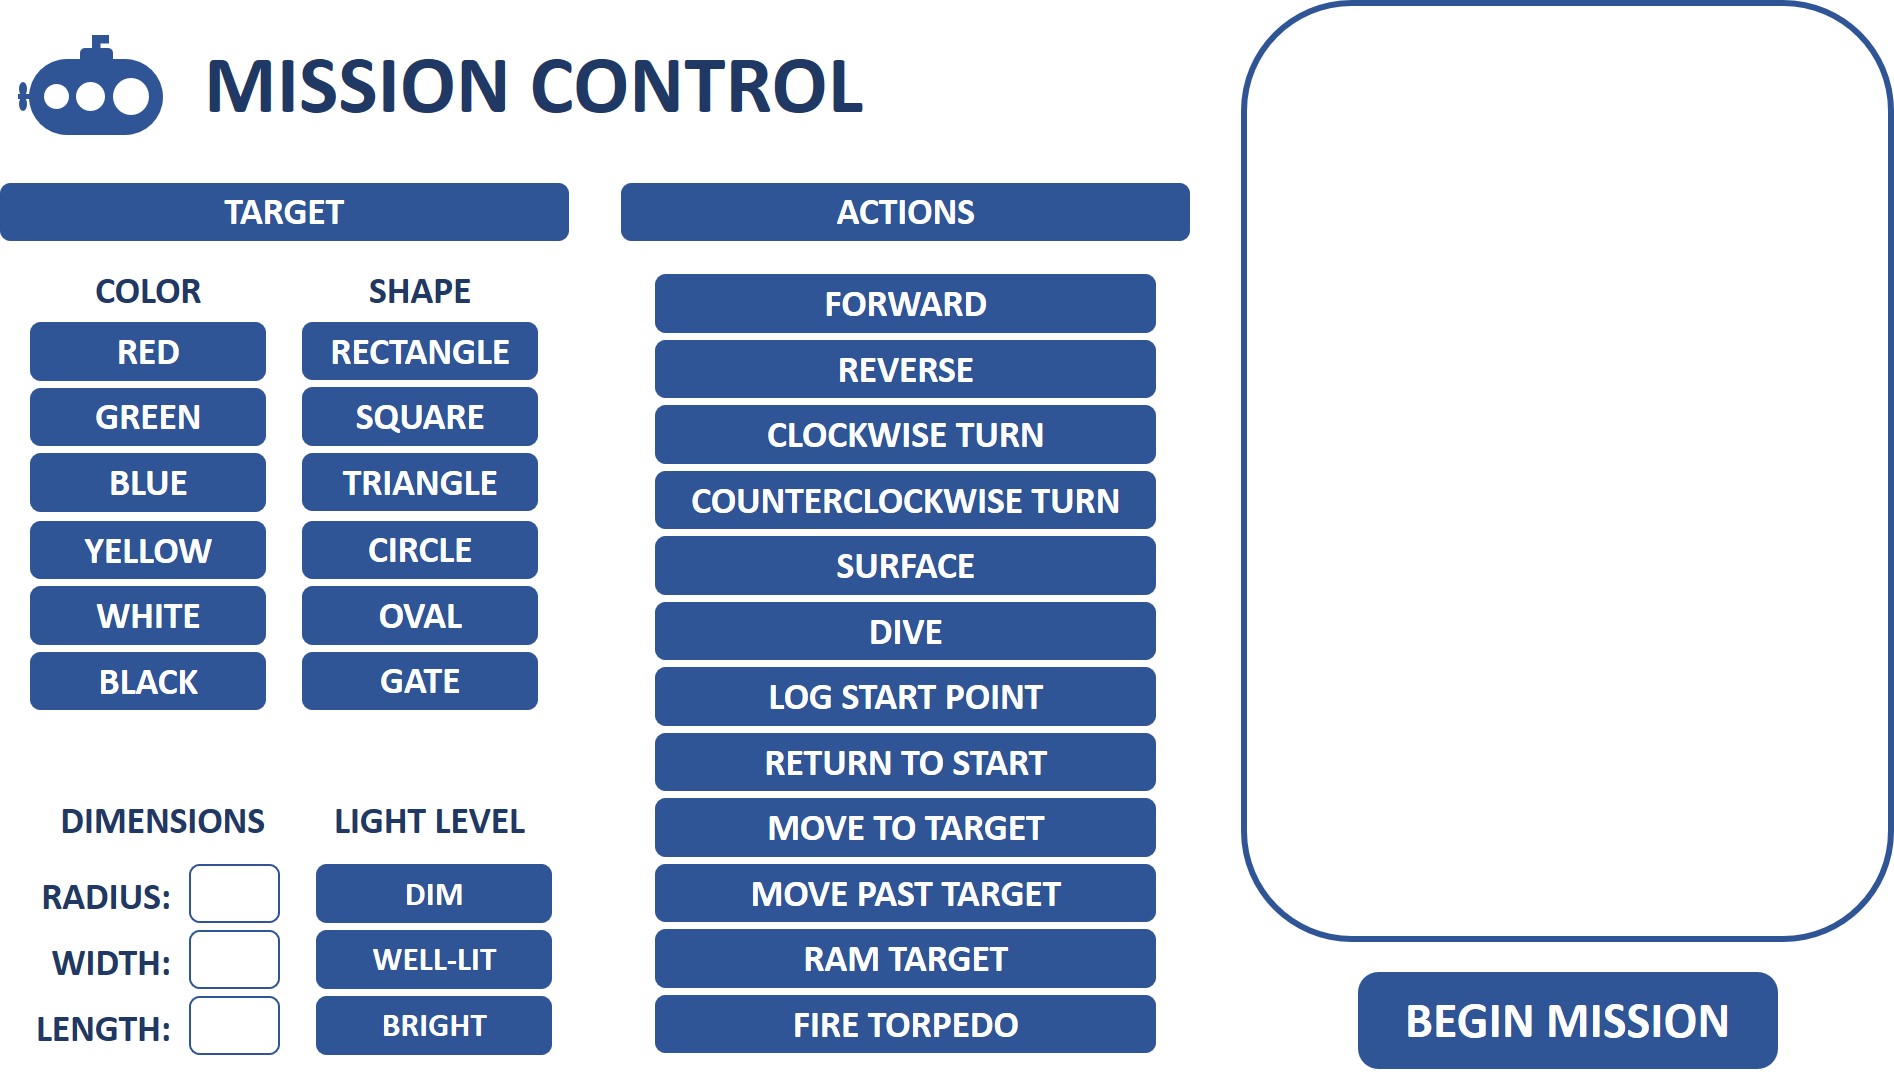 MISSION CONTROL
TARGET
COLOR
RED
GREEN
BLUE
YELLOW
WHITE
BLACK
SHAPE
RECTANGLE
SQUARE
TRIANGLE
CIRCLE
OVAL
GATE
DIMENSIONS
RADIUS:
WIDTH:
LENGTH:
LIGHT LEVEL
DIM
WELL-LIT
BRIGHT
ACTIONS
FORWARD
REVERSE
CLOCKWISE TURN
COUNTERCLOCKWISE TURN
SURFACE
DIVE
LOG START POINT
RETURN TO START
MOVE TO TARGET
MOVE PAST TARGET
RAM TARGET
FIRE TORPEDO
BEGIN MISSION